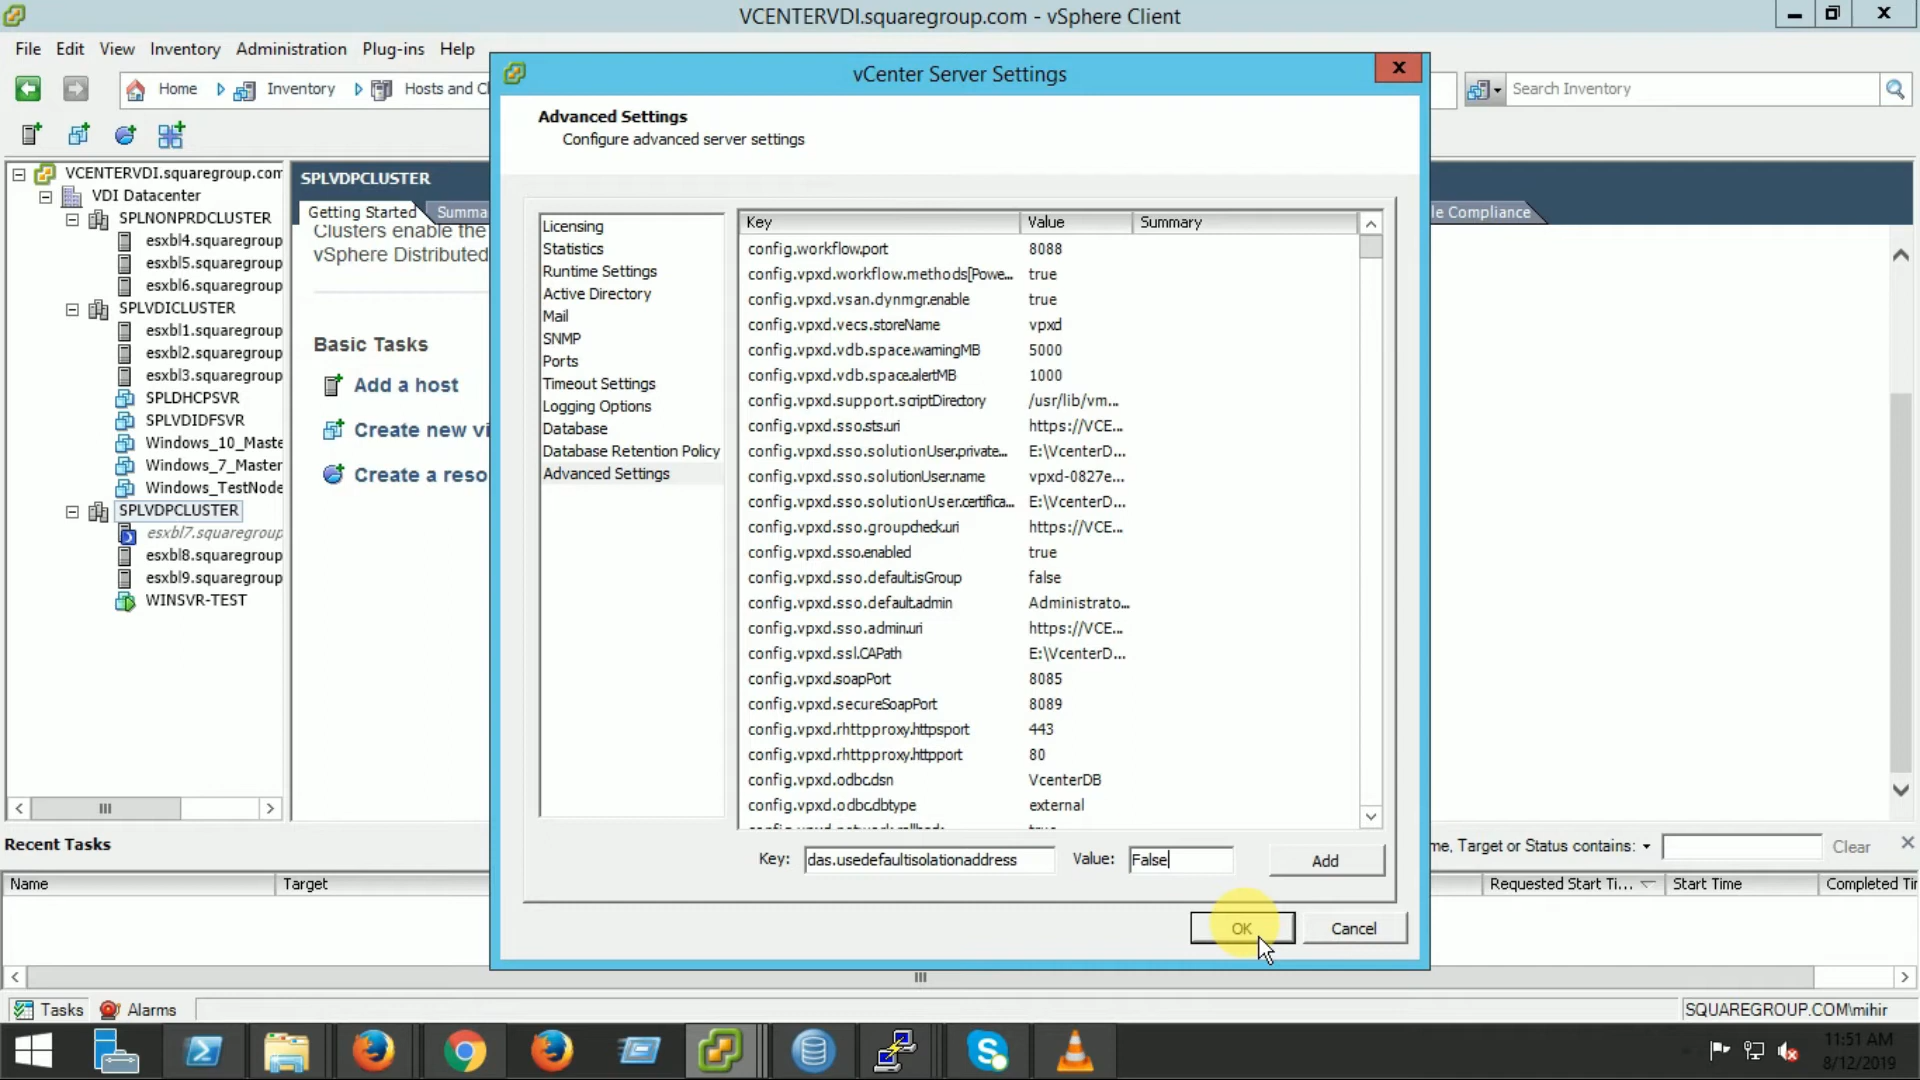 VCENTERVDI.squaregroup.com - vSphere Client
File Edit View Inventory Administration Plug-ins Help
Home Inventory Hosts and Cl
Search Inventory
VCENTERVDI.squaregroup.com
VDI Datacenter
SPLNONPRDCLUSTER
esxbl4.squaregroup
esxbl5.squaregroup
esxbl6.squaregroup
SPLVDICLUSTER
esxbl1.squaregroup
esxbl2.squaregroup
esxbl3.squaregroup
SPLDHCPSVR
SPLVDIDFSVR
Windows_10_Maste
Windows_7_Master
Windows_TestNode
SPLVDPCLUSTER
esxbl7.squaregroup
esxbl8.squaregroup
esxbl9.squaregroup
WINSVR-TEST
SPLVDPCLUSTER
Getting Started Summa
le Compliance
Clusters enable the
vSphere Distributed
Basic Tasks
Add a host
Create new vi
Create a reso
vCenter Server Settings
Advanced Settings
Configure advanced server settings
Licensing
Statistics
Runtime Settings
Active Directory
Mail
SNMP
Ports
Timeout Settings
Logging Options
Database
Database Retention Policy
Advanced Settings
Key Value Summary
config.workflow.port 8088
config.vpxd.workflow.methods[Powe... true
config.vpxd.vsan.dynmgr.enable true
config.vpxd.vecs.storeName vpxd
config.vpxd.vdb.space.warningMB 5000
config.vpxd.vdb.space.alertMB 1000
config.vpxd.support.scriptDirectory /usr/lib/vm...
config.vpxd.sso.sts.uri https://VCE...
config.vpxd.sso.solutionUser.private... E:\VcenterD...
config.vpxd.sso.solutionUser.name vpxd-0827e...
config.vpxd.sso.solutionUser.certifica... E:\VcenterD...
config.vpxd.sso.groupcheck.uri https://VCE...
config.vpxd.sso.enabled true
config.vpxd.sso.default.isGroup false
config.vpxd.sso.default.admin Administrato...
config.vpxd.sso.admin.uri https://VCE...
config.vpxd.ssl.CAPath E:\VcenterD...
config.vpxd.soapPort 8085
config.vpxd.secureSoapPort 8089
config.vpxd.rhttpproxy.httpsport 443
config.vpxd.rhttpproxy.httpport 80
config.vpxd.odbc.dsn VcenterDB
config.vpxd.odbc.dbtype external
Key: das.usedefaultisolationaddress Value: False Add
OK Cancel
Recent Tasks
me, Target or Status contains: Clear
Name Target Requested Start Ti... Start Time Completed Ti
Tasks Alarms
SQUAREGROUP.COM\mihir
11:51 AM
8/12/2019